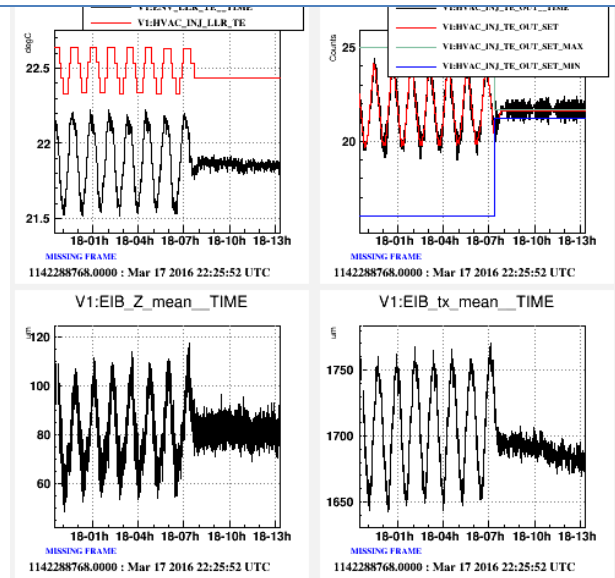 V1:ENV_LLR_TE__TIME
V1:HVAC_INJ_LLR_TE
degC
22.5
22
21.5
18-01h 18-04h 18-07h 18-10h 18-13h
MISSING FRAME
1142288768.0000 : Mar 17 2016 22:25:52 UTC
V1:HVAC_INJ_TE_OUT__TIME
V1:HVAC_INJ_TE_OUT_SET
V1:HVAC_INJ_TE_OUT_SET_MAX
V1:HVAC_INJ_TE_OUT_SET_MIN
Counts
25
20
18-01h 18-04h 18-07h 18-10h 18-13h
MISSING FRAME
1142288768.0000 : Mar 17 2016 22:25:52 UTC
V1:EIB_Z_mean__TIME
um
120
100
80
60
18-01h 18-04h 18-07h 18-10h 18-13h
MISSING FRAME
1142288768.0000 : Mar 17 2016 22:25:52 UTC
V1:EIB_tx_mean__TIME
um
1750
1700
1650
18-01h 18-04h 18-07h 18-10h 18-13h
MISSING FRAME
1142288768.0000 : Mar 17 2016 22:25:52 UTC